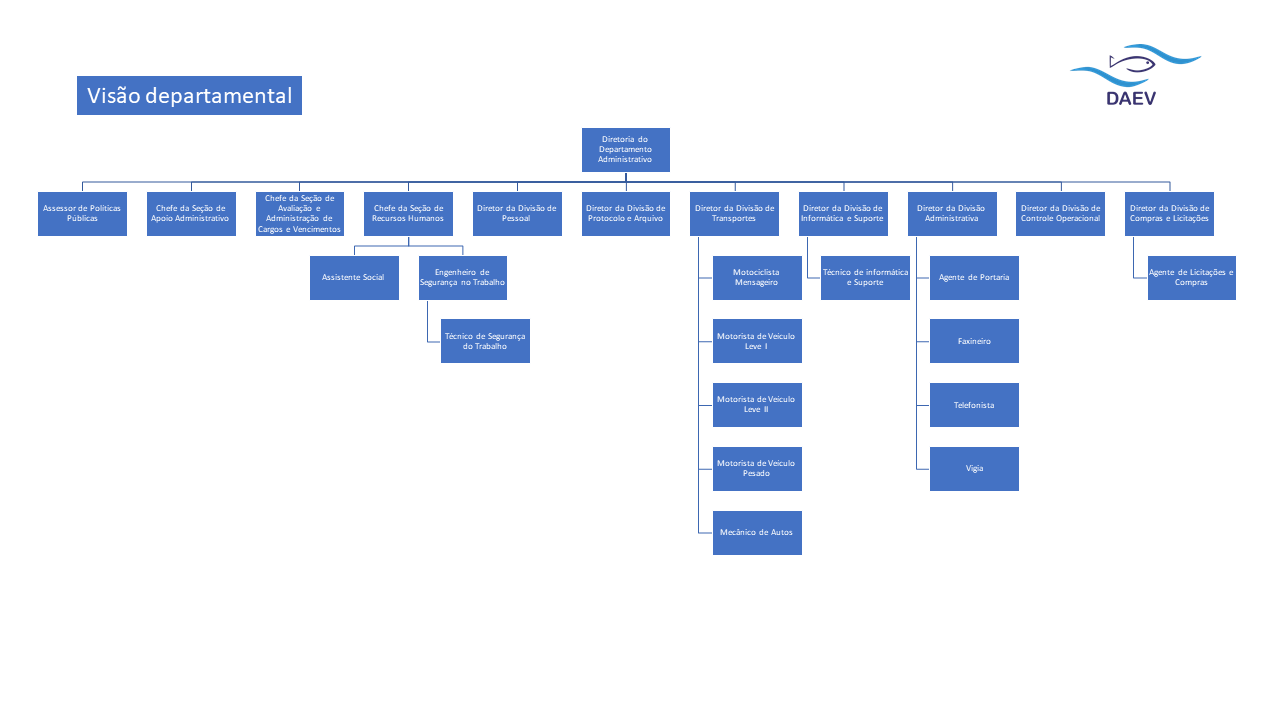 Visão departamental
DAEV
Diretoria do
Departamento
Administrativo
Assessor de Políticas
Públicas
Chefe da Seção de
Apoio Administrativo
Chefe da Seção de
Avaliação e
Administração de
Cargos e Vencimentos
Chefe da Seção de
Recursos Humanos
Diretor da Divisão de
Pessoal
Diretor da Divisão de
Protocolo e Arquivo
Diretor da Divisão de
Transportes
Diretor da Divisão de
Informática e Suporte
Diretor da Divisão
Administrativa
Diretor da Divisão de
Controle Operacional
Diretor da Divisão de
Compras e Licitações
Assistente Social
Engenheiro de
Segurança no Trabalho
Motociclista
Mensageiro
Técnico de informática
e Suporte
Agente de Portaria
Agente de Licitações e
Compras
Técnico de Segurança
do Trabalho
Motorista de Veículo
Leve I
Faxineiro
Motorista de Veículo
Leve II
Telefonista
Motorista de Veículo
Pesado
Vigia
Mecânico de Autos